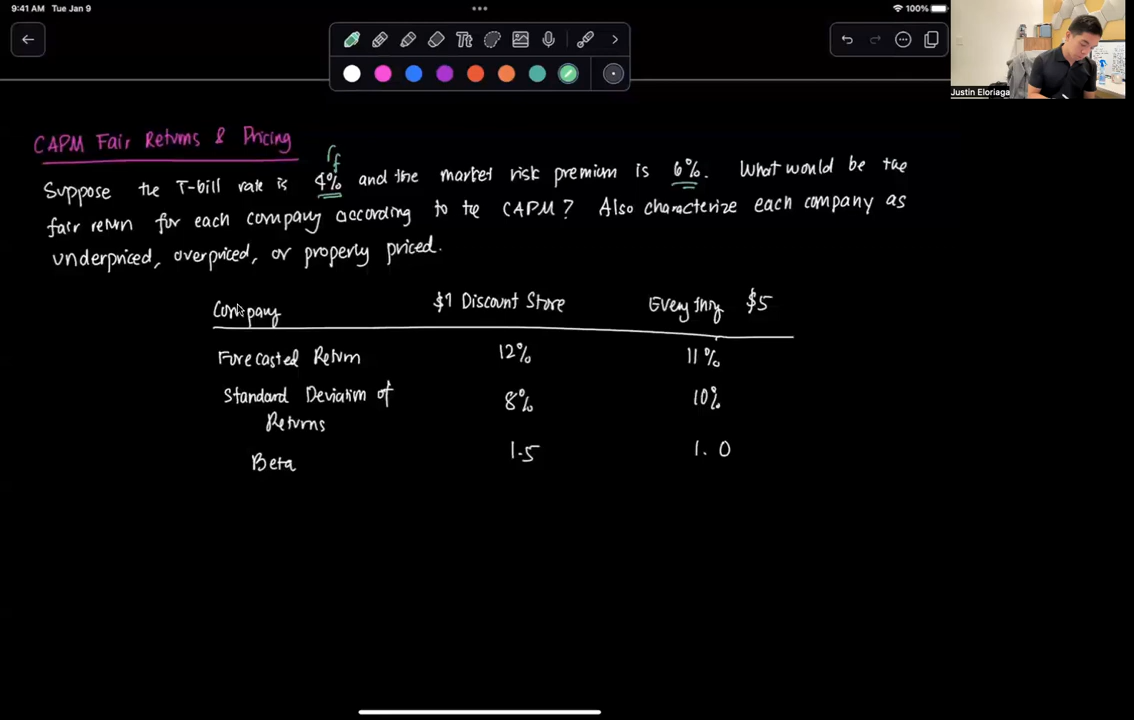 9:41 AM Tue Jan 9
100%
Justin Eloriaga
CAPM Fair Returns & Pricing
rf
Suppose the T-bill rate is 4% and the market risk premium is 6%. What would be the
fair return for each company according to the CAPM? Also characterize each company as
underpriced, overpriced, or properly priced.
Company $1 Discount Store Everything $5
Forecasted Return 12% 11%
Standard Deviation of 8% 10%
Returns
Beta 1.5 1.0